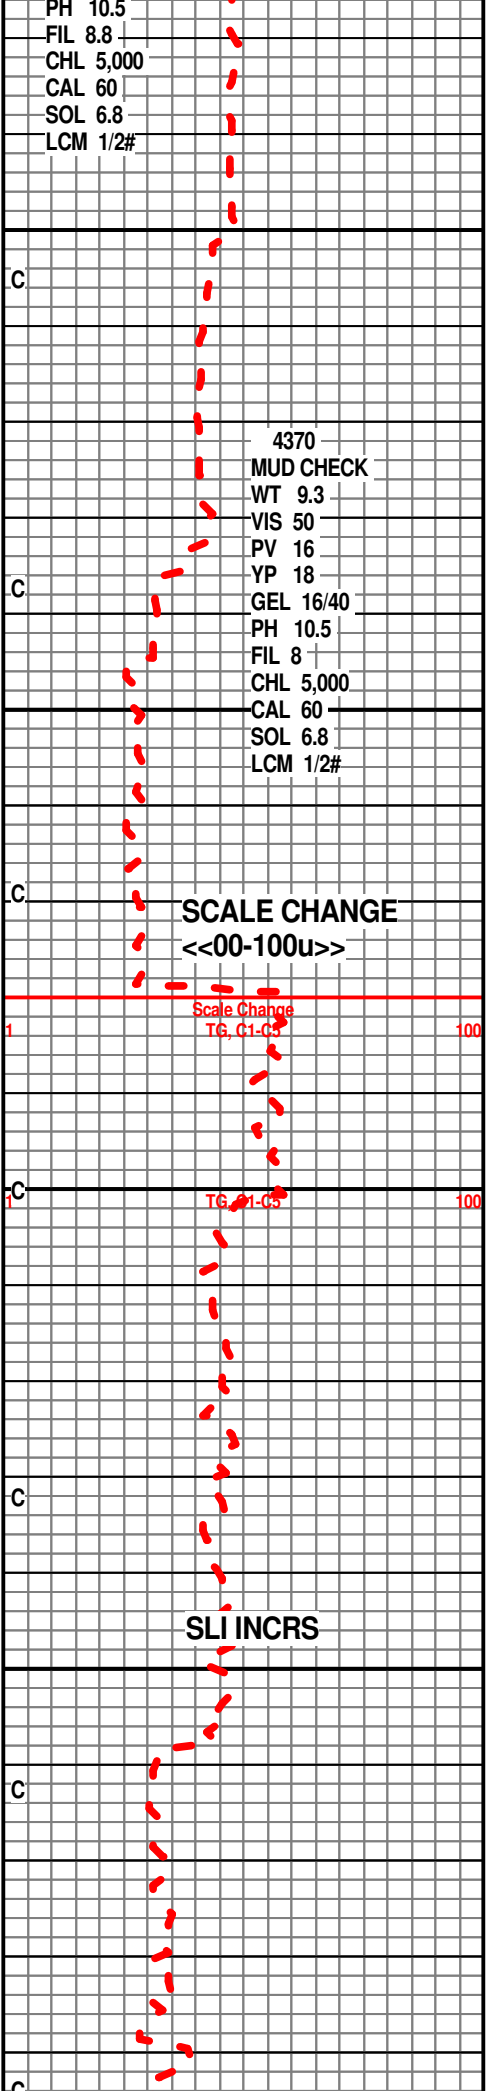 PH 10.5
FIL 8.8
CHL 5,000
CAL 60
SOL 6.8
LCM 1/2#
C
4370
MUD CHECK
WT 9.3
VIS 50
PV 16
YP 18
C
GEL 16/40
PH 10.5
FIL 8
CHL 5,000
CAL 60
SOL 6.8
LCM 1/2#
C
SCALE CHANGE
<<00-100u>>
Scale Change
1 TG, C1-C5 100
C
1 TG, C1-C5 100
C
SLI INCRS
C
C